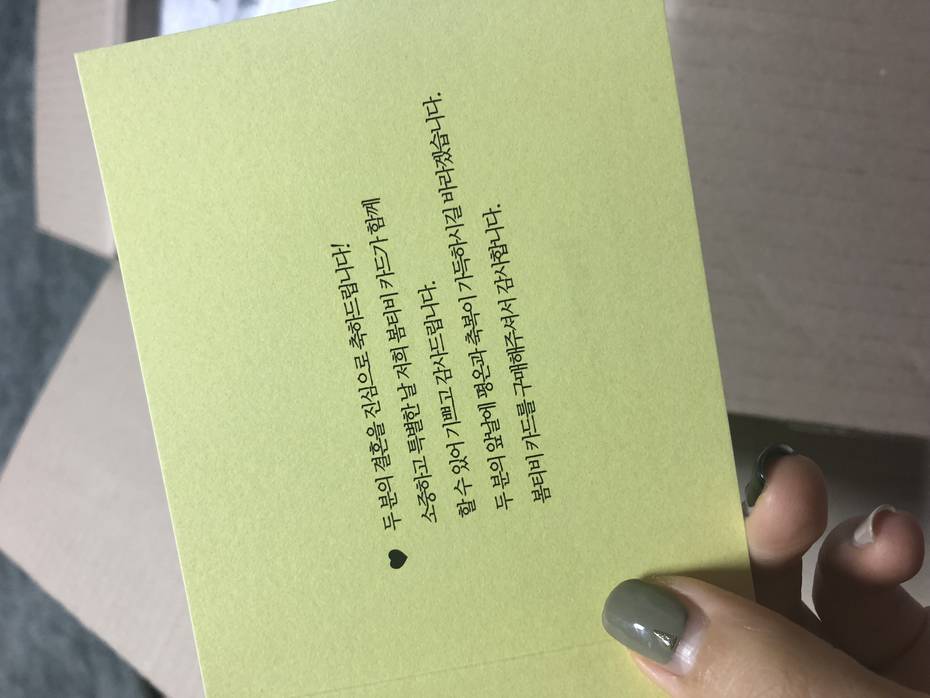 ♥ 두 분의 결혼을 진심으로 축하드립니다!
소중하고 특별한 날 저희 봄티비 카드가 함께
할 수 있어 기쁘고 감사드립니다.
두 분의 앞날에 평온과 축복이 가득하시길 바라겠습니다.
봄티비 카드를 구매해주셔서 감사합니다.